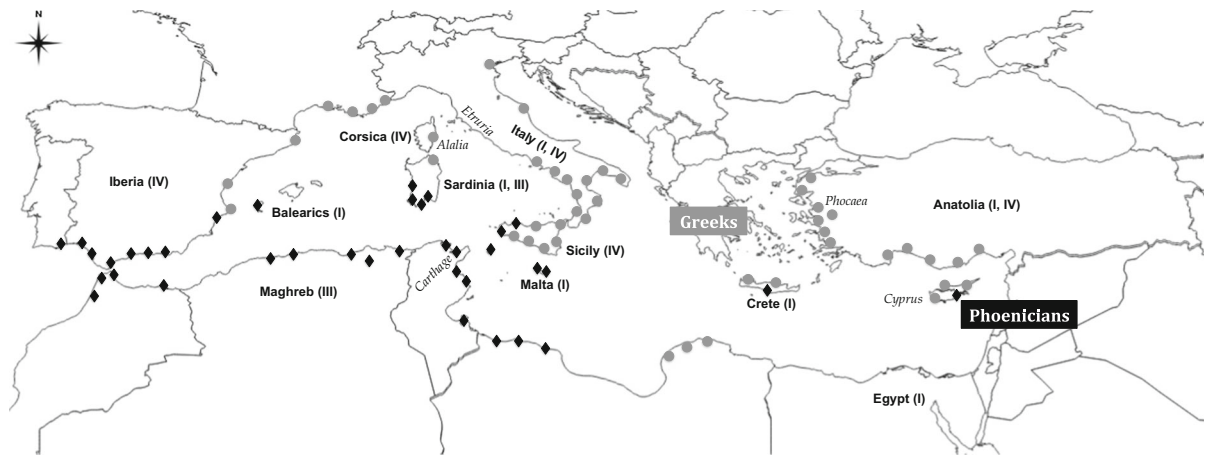 N
Etruria
Corsica (IV)
Italy (I, IV)
Alalia
Iberia (IV)
Sardinia (I, III)
Balearics (I)
Phocaea
Anatolia (I, IV)
Greeks
Sicily (IV)
Carthage
Maghreb (III)
Malta (I)
Crete (I)
Cyprus
Phoenicians
Egypt (I)